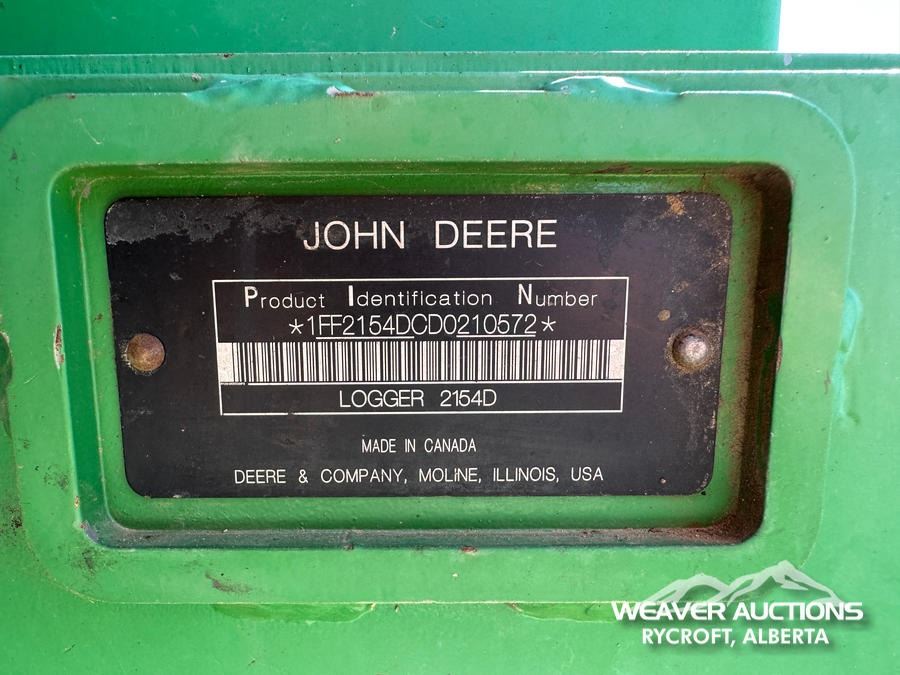 JOHN DEERE
Product Identification Number
*1FF2154DCD0210572*
LOGGER 2154D
MADE IN CANADA
DEERE & COMPANY, MOLINE, ILLINOIS, USA
WEAVER AUCTIONS
RYCROFT, ALBERTA